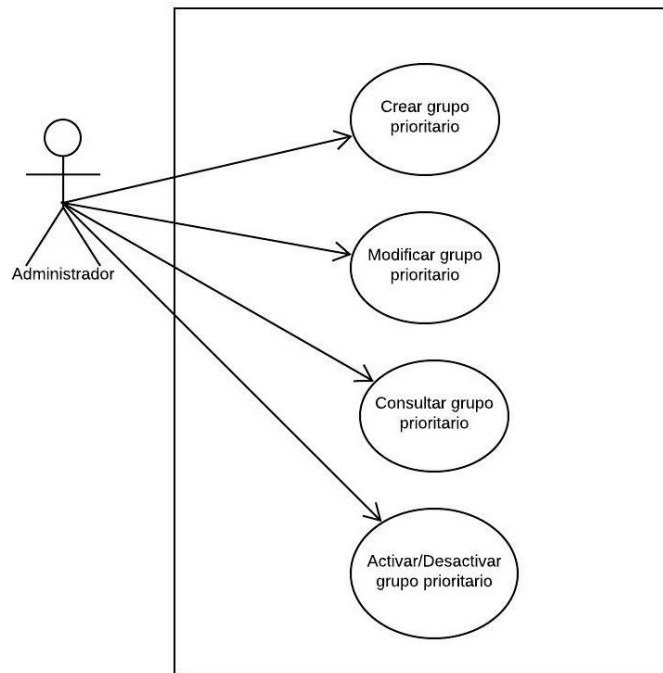 Crear grupo
prioritario
Modificar grupo
prioritario
Administrador
Consultar grupo
prioritario
Activar/Desactivar
grupo prioritario